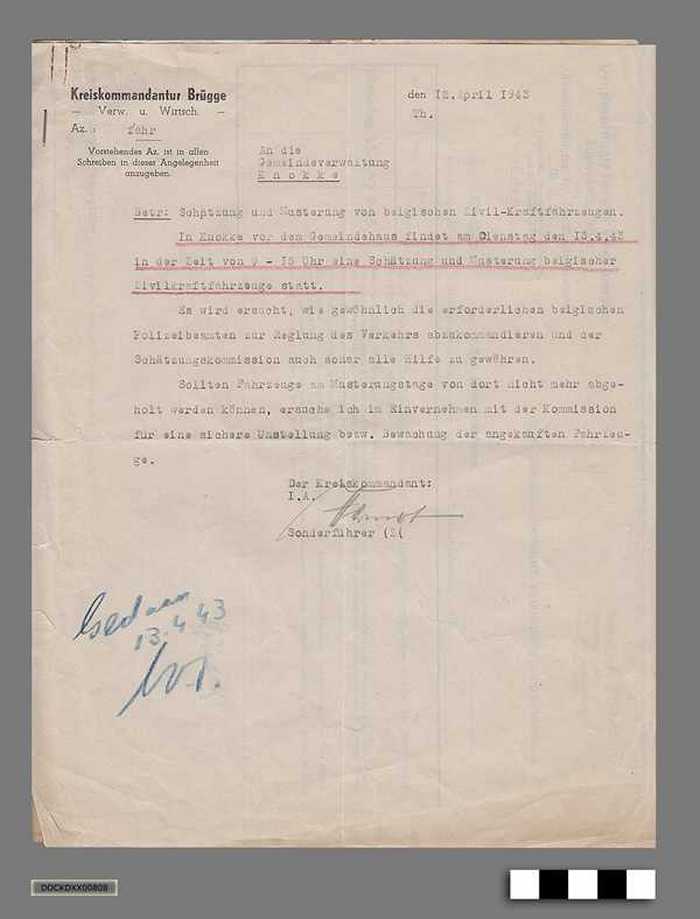 Kreiskommandantur Brügge
— Verw. u. Wirtsch. —
Az.: fahr
Vorstehendes Az. ist in allen
Schreiben in dieser Angelegenheit
anzugeben.
den 12.April 1943
Th.
An die
Gemeindeverwaltung
K n o k k e
Betr: Schätzung und Musterung von belgischen Zivil-Kraftfahrzeugen.
In Knokke vor dem Gemeindehaus findet am Dienstag den 13.4.43
in der Zeit von 9 - 15 Uhr eine Schätzung und Musterung belgischer
Zivilkraftfahrzeuge statt.
Es wird ersucht, wie gewöhnlich die erforderlichen belgischen
Polizeibeamten zur Reglung des Verkehrs abzukommandieren und der
Schätzungskommission auch sonst alle Hilfe zu gewähren.
Sollten Fahrzeuge am Musterungstage von dort nicht mehr abge-
holt werden können, ersuche ich im Einvernehmen mit der Kommission
für eine sichere Unstellung bezw. Bewachung der angekauften Fahrzeu-
ge.
Der Kreiskommandant:
I.A.
Sonderführer (Z(
Gedaan
13.4 43
DOCKDXX00808